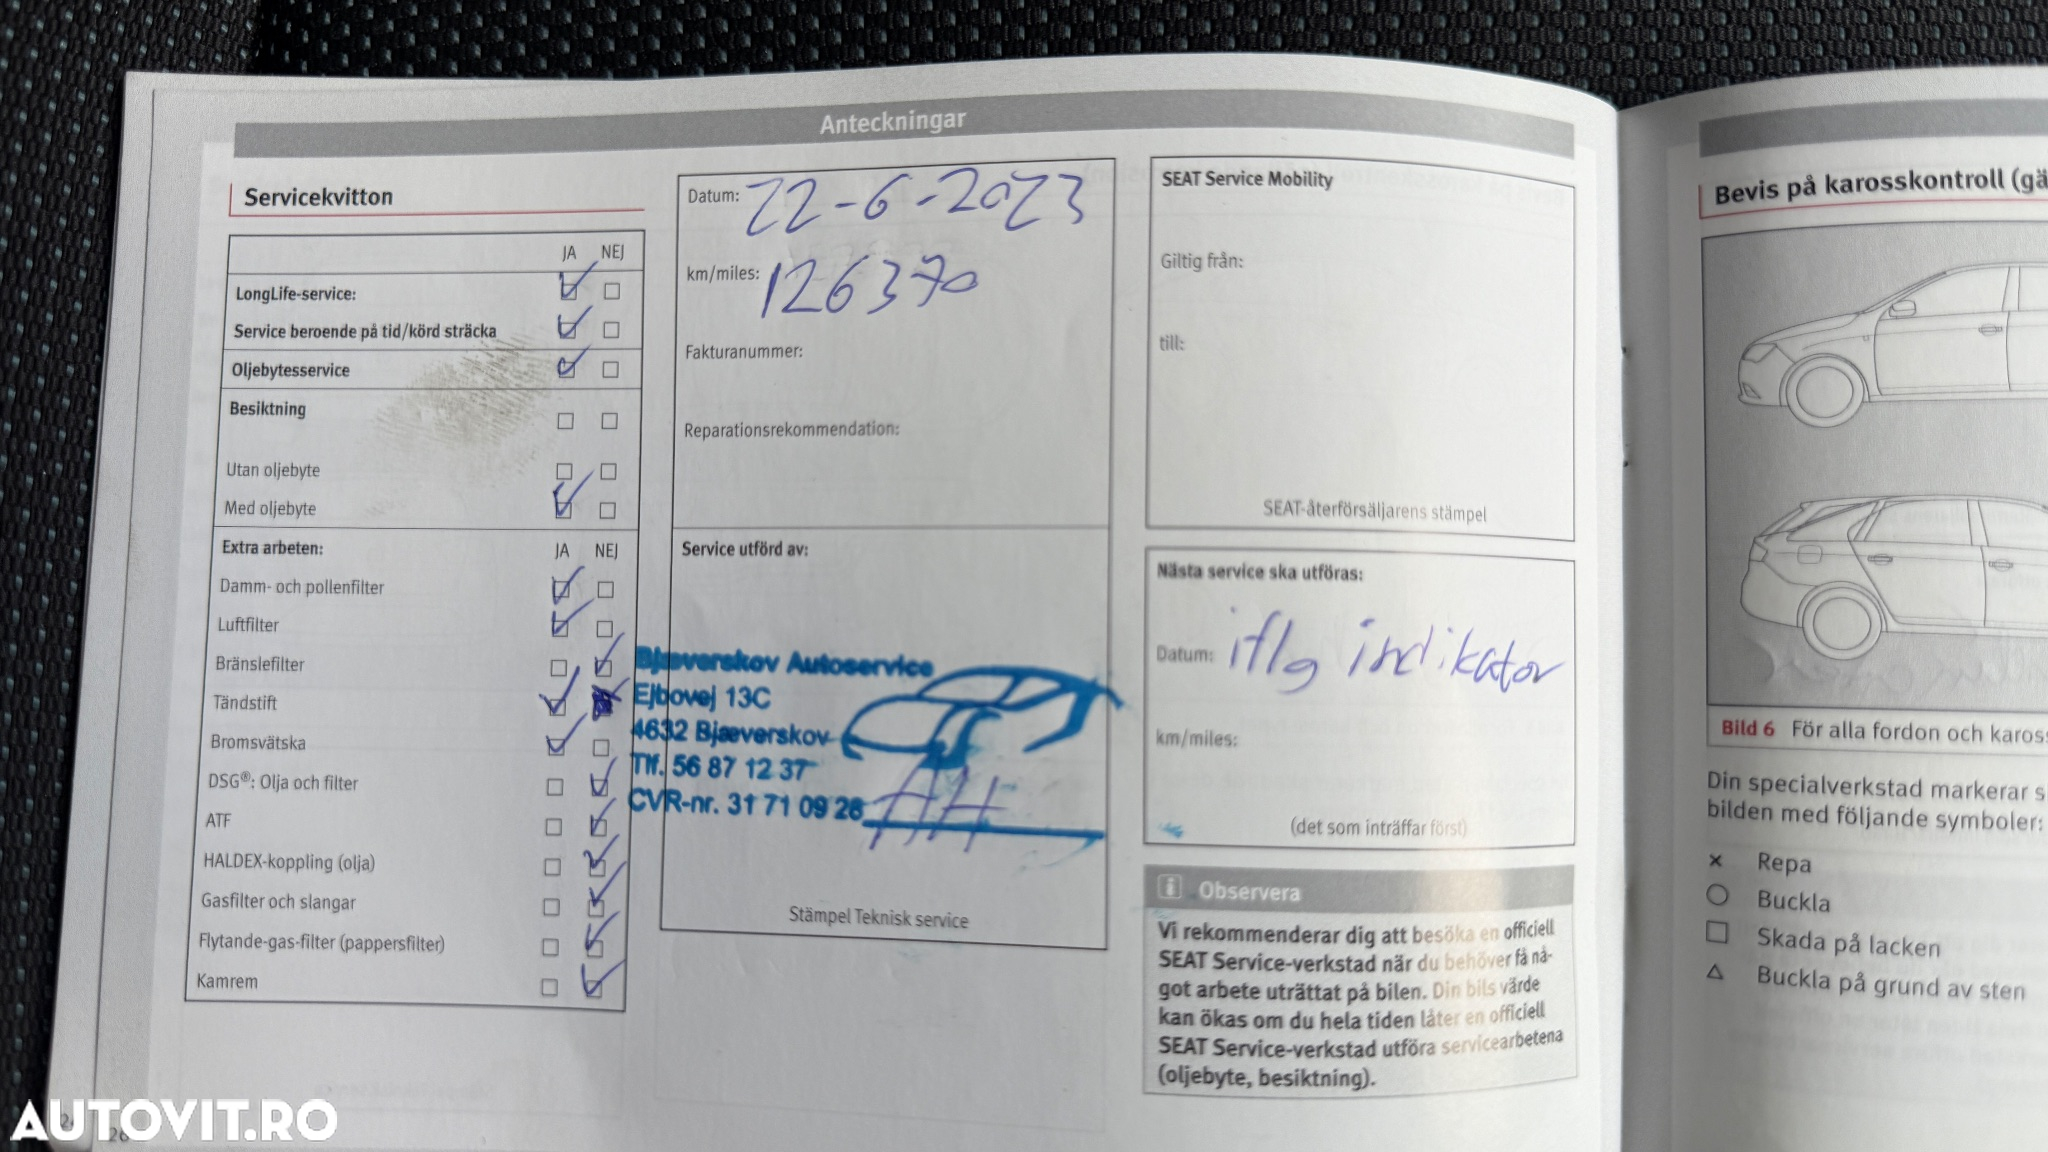 Anteckningar
Servicekvitton
JA NEJ
LongLife-service:
Service beroende på tid/körd sträcka
Oljebytesservice
Besiktning
Utan oljebyte
Med oljebyte
Extra arbeten: JA NEJ
Damm- och pollenfilter
Luftfilter
Bränslefilter
Tändstift
Bromsvätska
DSG®: Olja och filter
ATF
HALDEX-koppling (olja)
Gasfilter och slangar
Flytande-gas-filter (pappersfilter)
Kamrem
Datum: 22-6-2023
km/miles: 126370
Fakturanummer:
Reparationsrekommendation:
Service utförd av:
Bjæverskov Autoservice
Ejbovej 13C
4632 Bjæverskov
Tlf. 56 87 12 37
CVR-nr. 31 71 09 26
Stämpel Teknisk service
SEAT Service Mobility
Giltig från:
till:
SEAT-återförsäljarens stämpel
Nästa service ska utföras:
Datum: iflg indikator
km/miles:
(det som inträffar först)
Observera
Vi rekommenderar dig att besöka en officiell
SEAT Service-verkstad när du behöver få nå-
got arbete uträttat på bilen. Din bils värde
kan ökas om du hela tiden låter en officiell
SEAT Service-verkstad utföra servicearbetena
(oljebyte, besiktning).
Bevis på karosskontroll (gä
Bild 6 För alla fordon och kaross
Din specialverkstad markerar s
bilden med följande symboler:
× Repa
○ Buckla
□ Skada på lacken
△ Buckla på grund av sten
26
AUTOVIT.RO